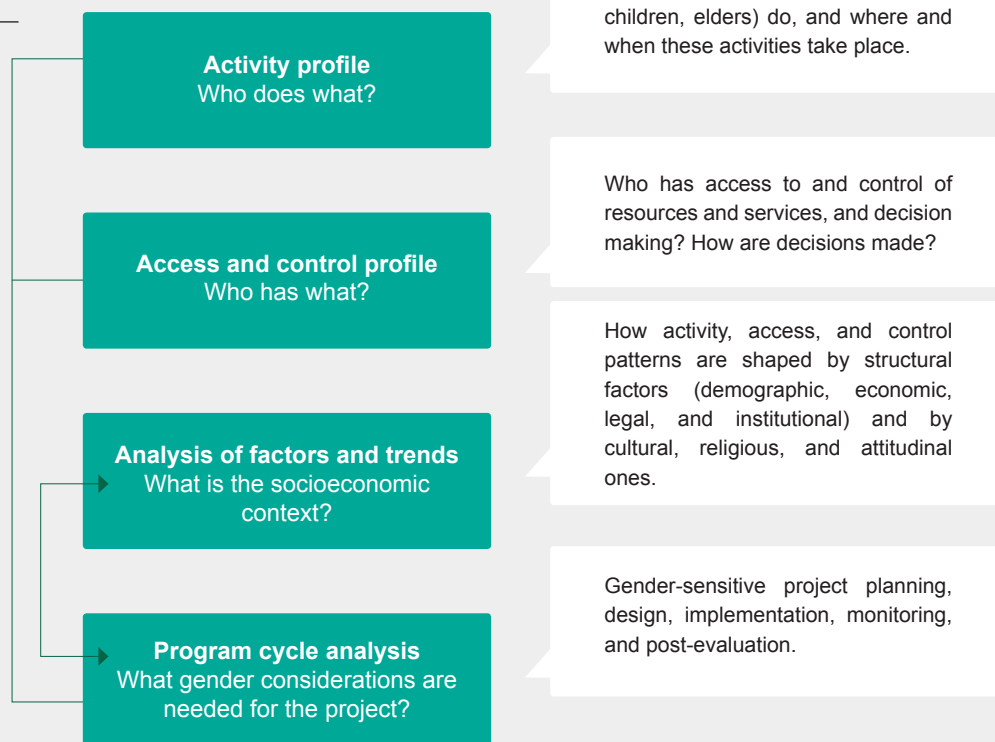 children, elders) do, and where and
when these activities take place.
Activity profile
Who does what?
Who has access to and control of
resources and services, and decision
making? How are decisions made?
Access and control profile
Who has what?
How activity, access, and control
patterns are shaped by structural
factors (demographic, economic,
legal, and institutional) and by
cultural, religious, and attitudinal
ones.
Analysis of factors and trends
What is the socioeconomic
context?
Gender-sensitive project planning,
design, implementation, monitoring,
and post-evaluation.
Program cycle analysis
What gender considerations are
needed for the project?